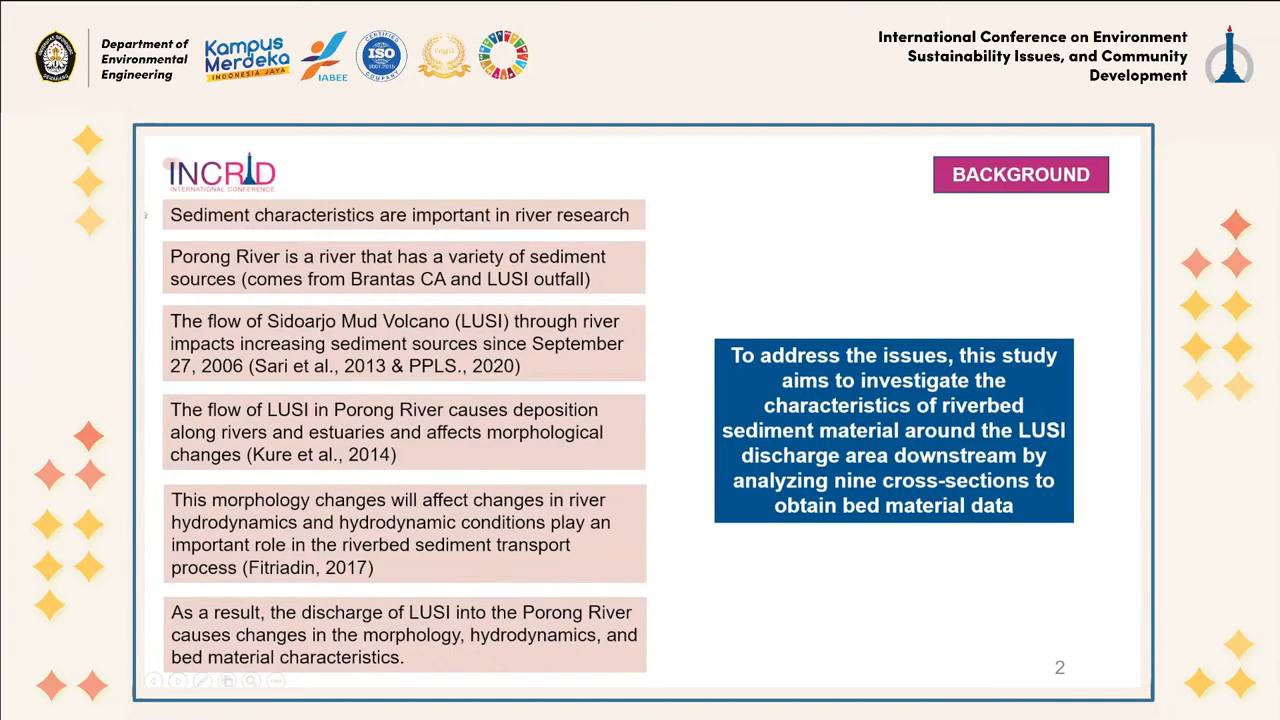 Department of
Environmental
Engineering
Kampus
Merdeka
INDONESIA JAYA
IABEE
CERTIFIED
ISO
9001:2015
COMPANY
Unggul
International Conference on Environment
Sustainability Issues, and Community
Development
INCRID
INTERNATIONAL CONFERENCE
BACKGROUND
Sediment characteristics are important in river research
Porong River is a river that has a variety of sediment
sources (comes from Brantas CA and LUSI outfall)
The flow of Sidoarjo Mud Volcano (LUSI) through river
impacts increasing sediment sources since September
27, 2006 (Sari et al., 2013 & PPLS., 2020)
The flow of LUSI in Porong River causes deposition
along rivers and estuaries and affects morphological
changes (Kure et al., 2014)
This morphology changes will affect changes in river
hydrodynamics and hydrodynamic conditions play an
important role in the riverbed sediment transport
process (Fitriadin, 2017)
As a result, the discharge of LUSI into the Porong River
causes changes in the morphology, hydrodynamics, and
bed material characteristics.
To address the issues, this study
aims to investigate the
characteristics of riverbed
sediment material around the LUSI
discharge area downstream by
analyzing nine cross-sections to
obtain bed material data
2